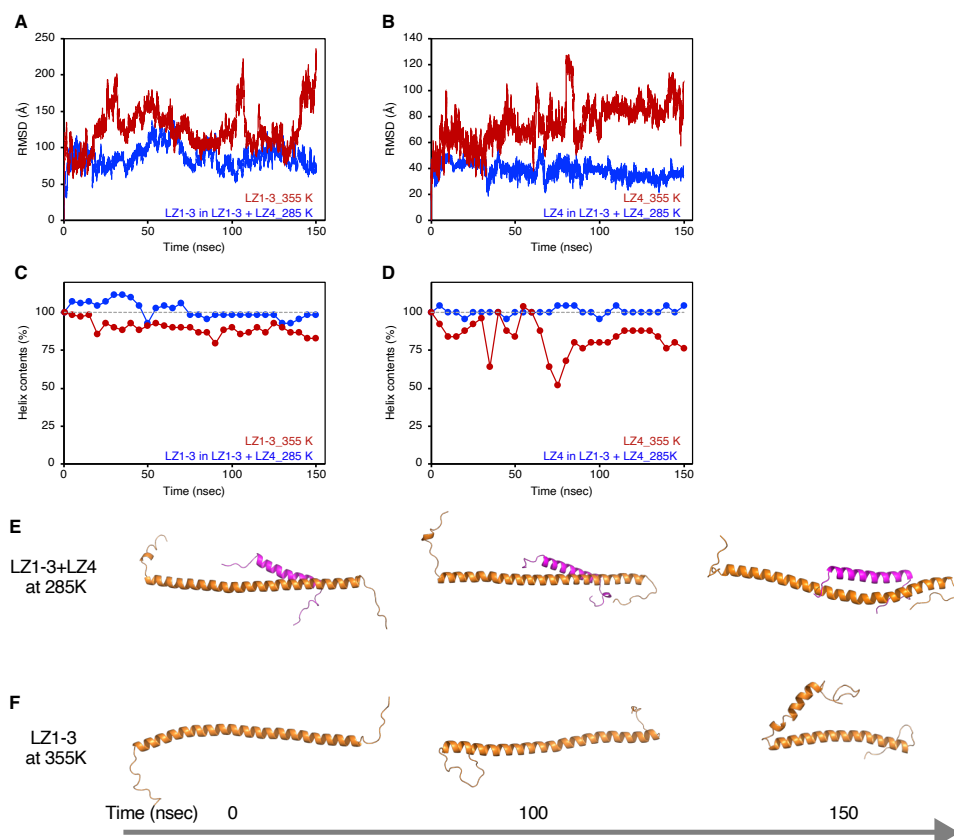 A
250
200
150
100
50
0
RMSD (Å)
0
50
100
150
Time (nsec)
LZ1-3_355 K
LZ1-3 in LZ1-3 + LZ4_285 K
B
140
120
100
80
60
40
20
0
RMSD (Å)
0
50
100
150
Time (nsec)
LZ4_355 K
LZ4 in LZ1-3 + LZ4_285 K
C
100
75
50
25
0
Helix contents (%)
0
50
100
150
Time (nsec)
LZ1-3_355 K
LZ1-3 in LZ1-3 + LZ4_285 K
D
100
75
50
25
0
Helix contents (%)
0
50
100
150
Time (nsec)
LZ4_355 K
LZ4 in LZ1-3 + LZ4_285K
E
LZ1-3+LZ4
at 285K
F
LZ1-3
at 355K
Time (nsec) 0 100 150